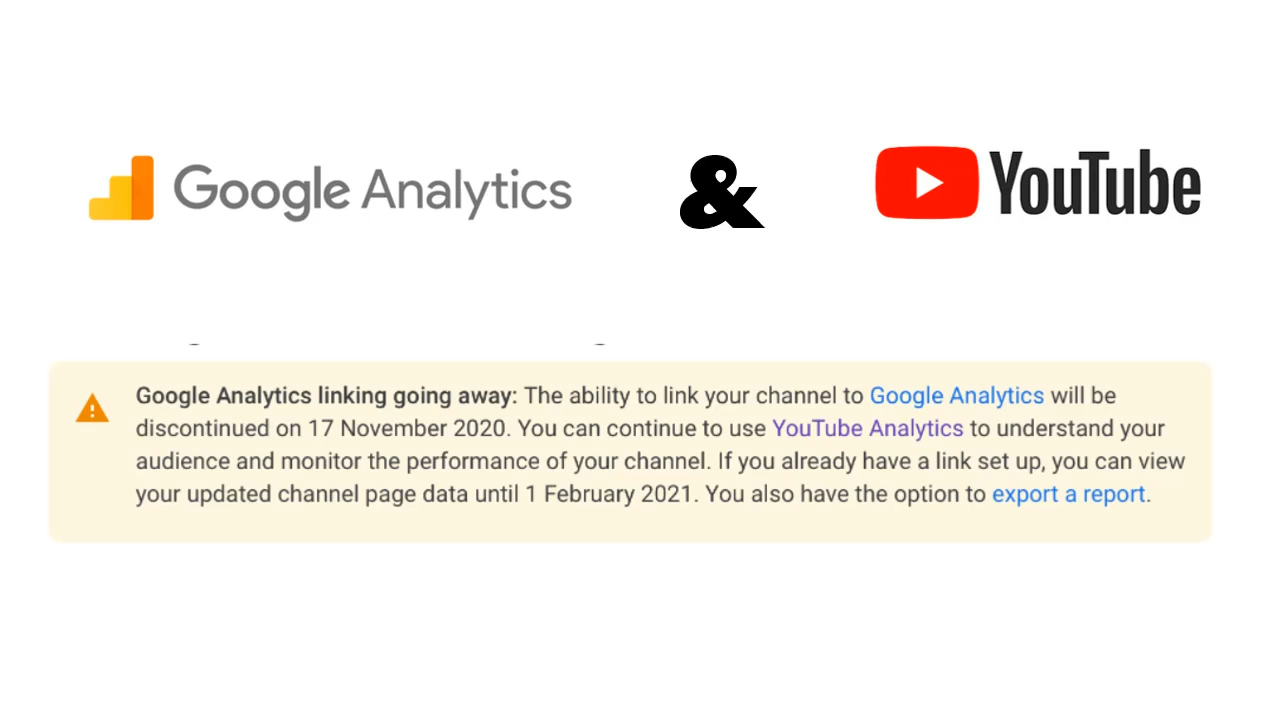 Google Analytics & YouTube
Google Analytics linking going away: The ability to link your channel to Google Analytics will be
discontinued on 17 November 2020. You can continue to use YouTube Analytics to understand your
audience and monitor the performance of your channel. If you already have a link set up, you can view
your updated channel page data until 1 February 2021. You also have the option to export a report.